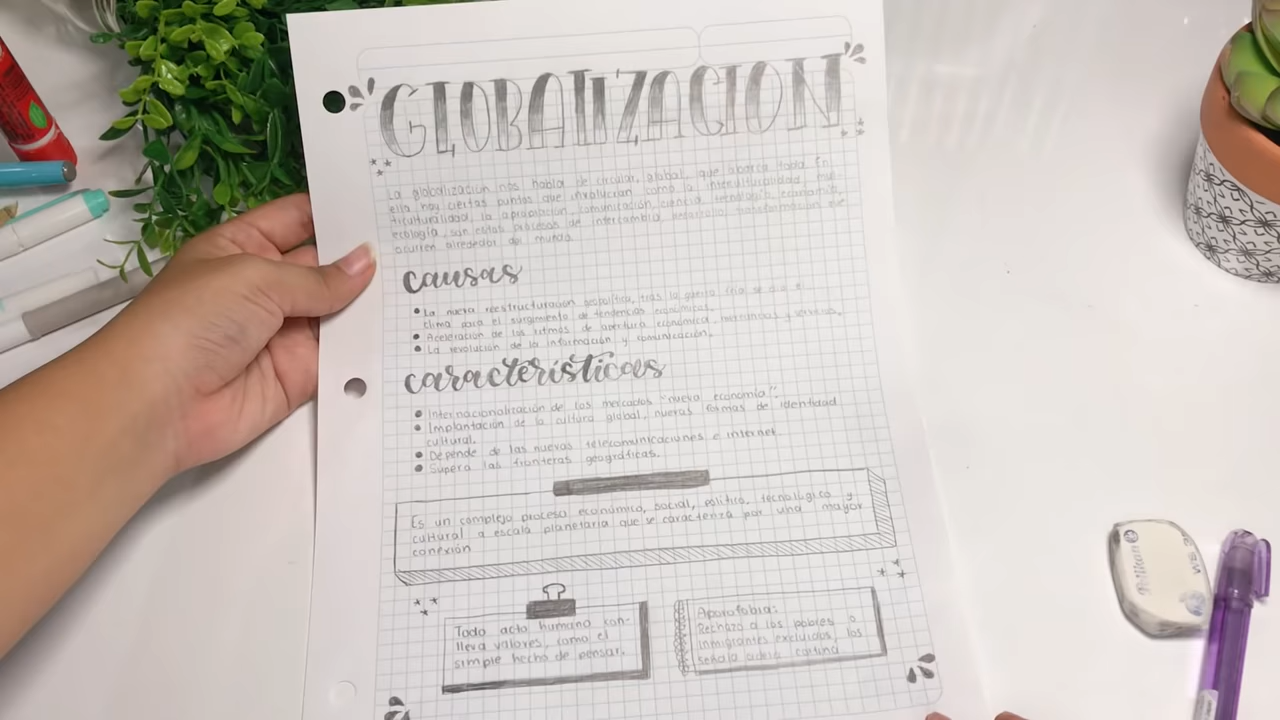 GLOBALIZACION
La globalización nos habla de circular, global, que abarca todo. En
ella hay ciertos puntos que involucran como la interculturalidad mul-
ticulturalidad, la apropiación, comunicación, ciencia, tecnología, economía,
ecología, son estos procesos de intercambio, desarrollo, transformación que
ocurren alrededor del mundo.
causas
La nueva reestructuración geopolítica, tras la guerra fría se
clima para el surgimiento de tendencias económicas.
Aceleración de los ritmos de apertura económica, mercancías y servicios.
La revolución de la información y comunicación.
características
Internacionalización de los mercados "nueva economía".
Implantación de la cultura global, nuevas formas de identidad
cultural.
Depende de las nuevas telecomunicaciones e internet
Supera las fronteras geográficas.
Es un complejo proceso económico, social, político, tecnológico y
cultural a escala planetaria que se caracteriza por una mayor
conexión
Todo acto humano con-
lleva valores, como el
simple hecho de pensar.
Aporofobia:
Rechazo a los pobres o
inmigrantes excluidos, los
señala adela cortina
Pelikan